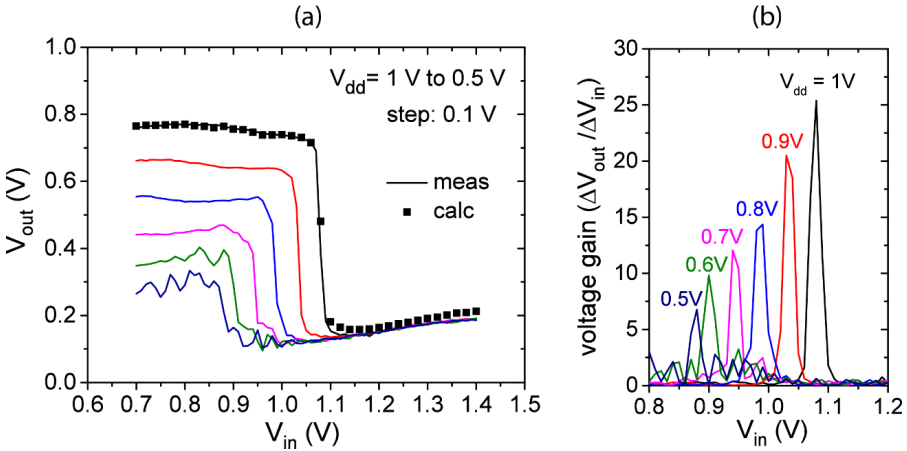 (a)
V_out (V)
1.0
0.8
0.6
0.4
0.2
0.0
V_dd= 1 V to 0.5 V
step: 0.1 V
meas
calc
0.6 0.7 0.8 0.9 1.0 1.1 1.2 1.3 1.4 1.5
V_in (V)
(b)
voltage gain (ΔV_out /ΔV_in)
30
25
20
15
10
5
0
V_dd = 1V
0.9V
0.8V
0.7V
0.6V
0.5V
0.8 0.9 1.0 1.1 1.2
V_in (V)